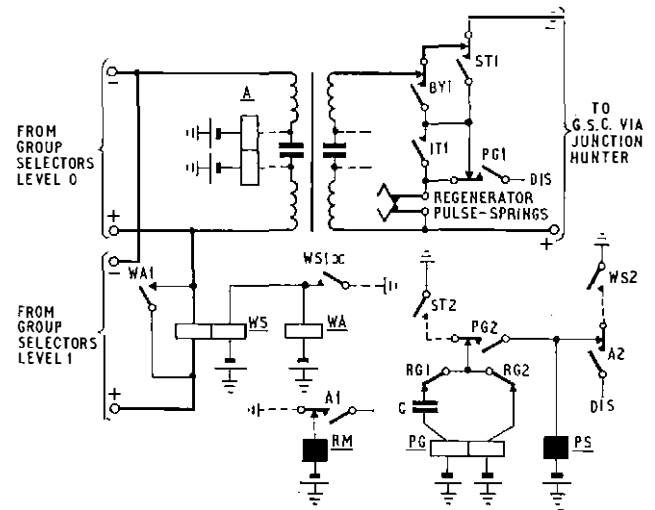 A
BY1
ST1
IT1
PG1
DIS
REGENERATOR
PULSE-SPRINGS
TO
G.S.C. VIA
JUNCTION
HUNTER
FROM
GROUP
SELECTORS
LEVEL 0
−
+
−
+
FROM
GROUP
SELECTORS
LEVEL 1
−
+
WA1
WS
WS1x
WA
A1
RM
ST2
PG2
RG1
RG2
C
PG
WS2
A2
DIS
PS